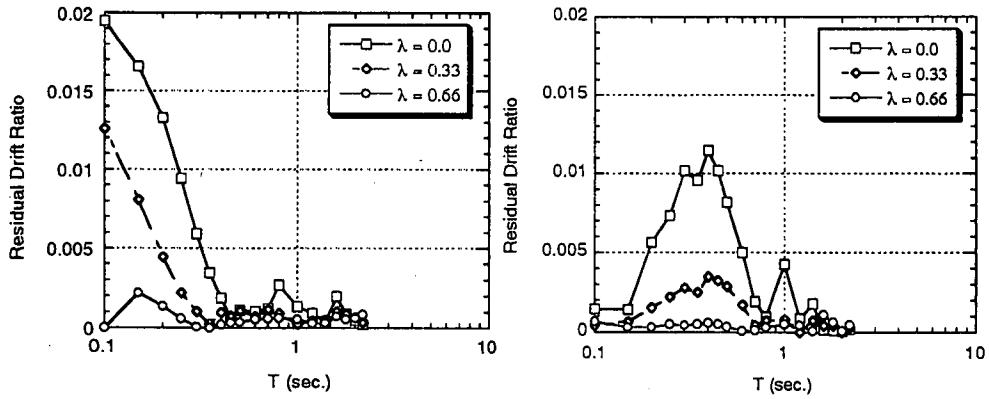 0.02
0.015
0.01
0.005
0
Residual Drift Ratio
λ = 0.0
λ = 0.33
λ = 0.66
0.1
1
10
T (sec.)
0.02
0.015
0.01
0.005
0
Residual Drift Ratio
λ = 0.0
λ = 0.33
λ = 0.66
0.1
1
10
T (sec.)